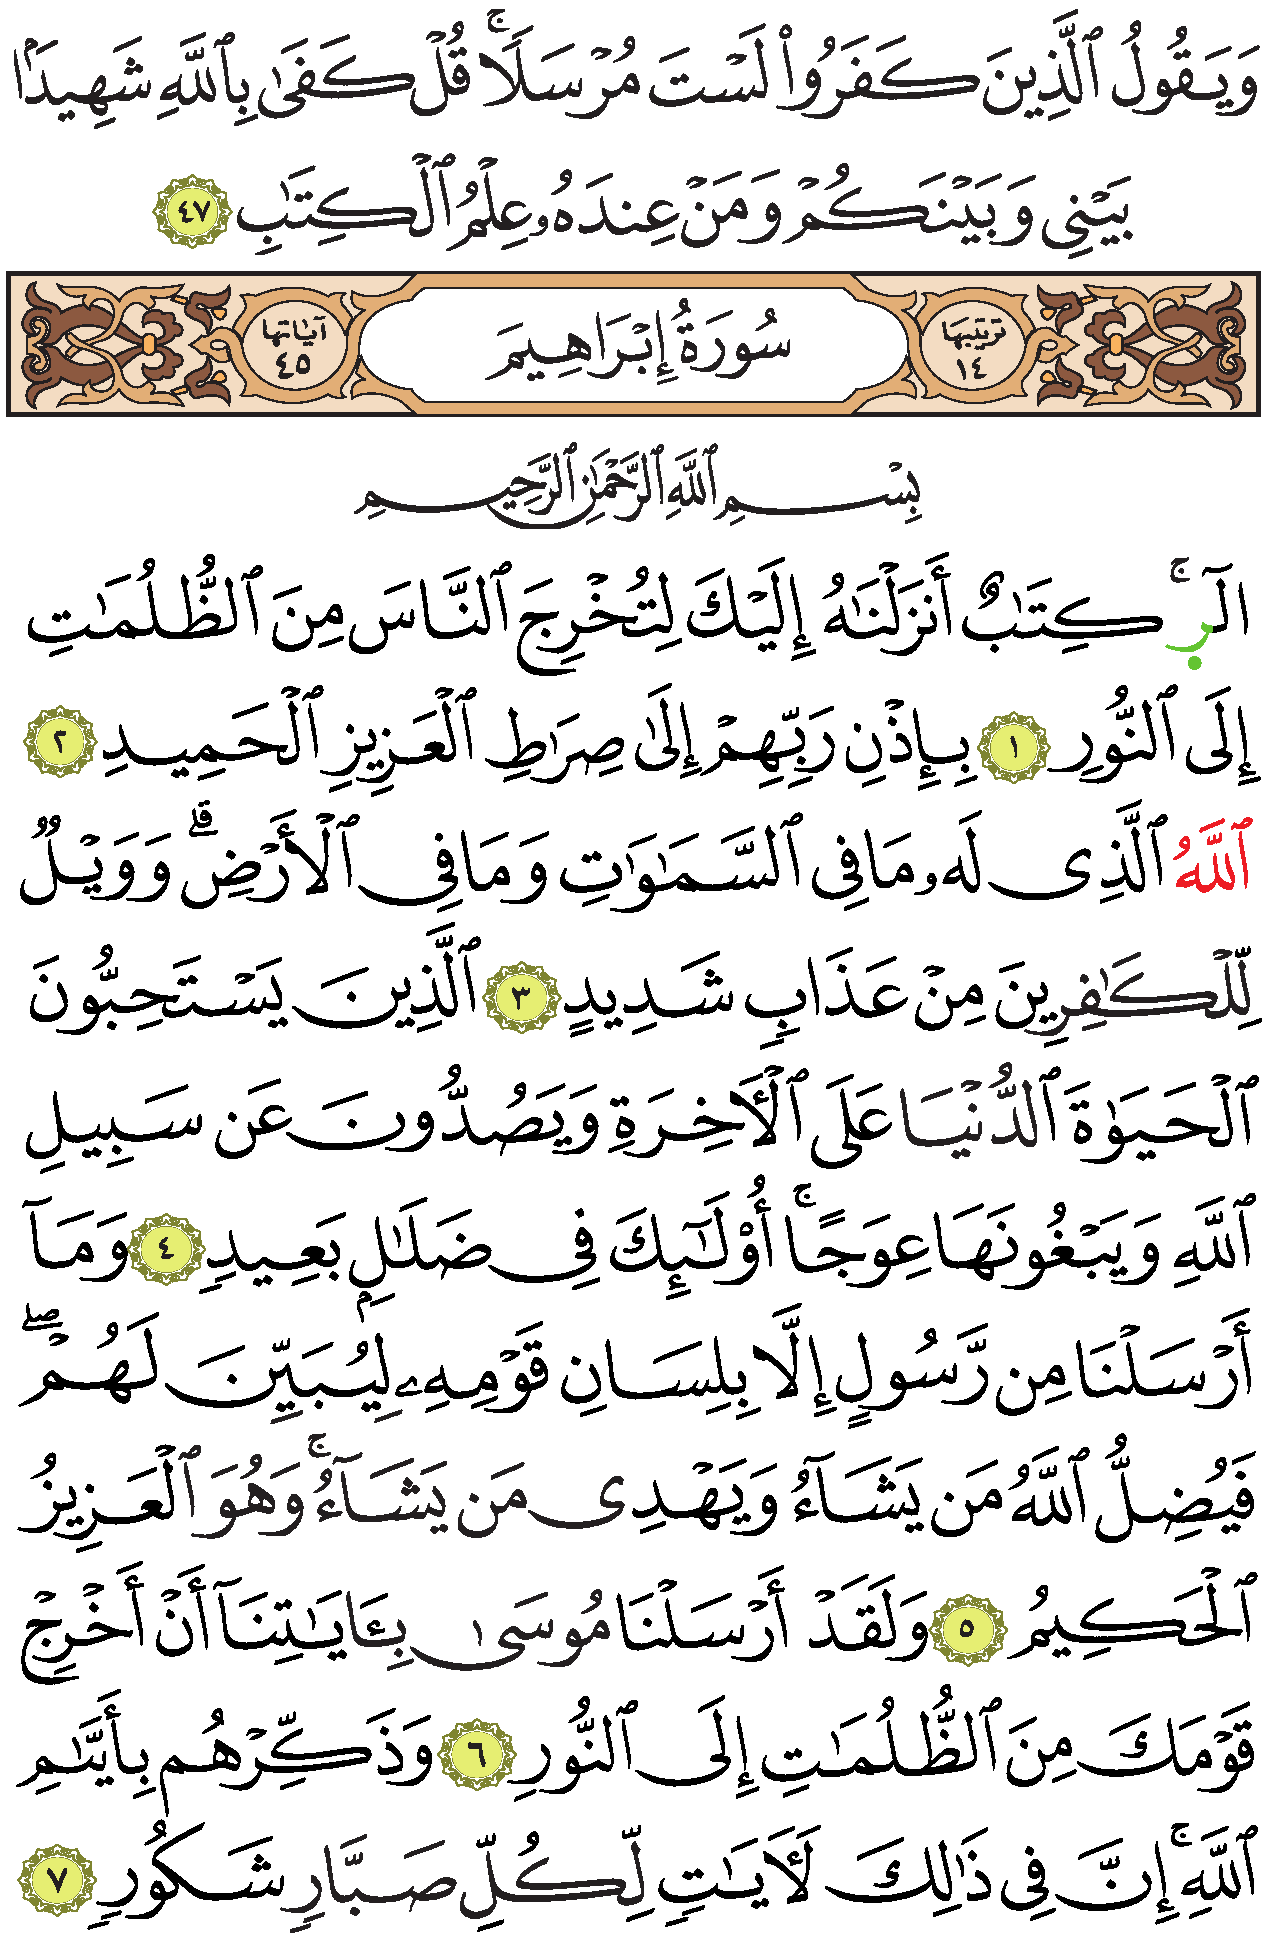 وَيَقُولُ ٱلَّذِينَ كَفَرُواْ لَسۡتَ مُرۡسَلٗاۚ قُلۡ كَفَىٰ بِٱللَّهِ شَهِيدَۢا
بَيۡنِي وَبَيۡنَكُمۡ وَمَنۡ عِندَهُۥ عِلۡمُ ٱلۡكِتَٰبِ ٤٧
ترتيبها ١٤ سُورَةُ إِبۡرَاهِيمَ آياتها ٤٥
بِسۡمِ ٱللَّهِ ٱلرَّحۡمَٰنِ ٱلرَّحِيمِ
الٓرۚ كِتَٰبٌ أَنزَلۡنَٰهُ إِلَيۡكَ لِتُخۡرِجَ ٱلنَّاسَ مِنَ ٱلظُّلُمَٰتِ
إِلَى ٱلنُّورِ ١ بِإِذۡنِ رَبِّهِمۡ إِلَىٰ صِرَٰطِ ٱلۡعَزِيزِ ٱلۡحَمِيدِ ٢
ٱللَّهُ ٱلَّذِى لَهُۥ مَا فِى ٱلسَّمَٰوَٰتِ وَمَا فِى ٱلۡأَرۡضِۗ وَوَيۡلٞ
لِّلۡكَٰفِرِينَ مِنۡ عَذَابٖ شَدِيدٍ ٣ ٱلَّذِينَ يَسۡتَحِبُّونَ
ٱلۡحَيَوٰةَ ٱلدُّنۡيَا عَلَى ٱلۡأَخِرَةِ وَيَصُدُّونَ عَن سَبِيلِ
ٱللَّهِ وَيَبۡغُونَهَا عِوَجًاۚ أُوْلَٰٓئِكَ فِى ضَلَٰلِۭ بَعِيدٖ ٤ وَمَآ
أَرۡسَلۡنَا مِن رَّسُولٍ إِلَّا بِلِسَانِ قَوۡمِهِۦ لِيُبَيِّنَ لَهُمۡۖ
فَيُضِلُّ ٱللَّهُ مَن يَشَآءُ وَيَهۡدِى مَن يَشَآءُۚ وَهُوَ ٱلۡعَزِيزُ
ٱلۡحَكِيمُ ٥ وَلَقَدۡ أَرۡسَلۡنَا مُوسَىٰ بِـَٔايَٰتِنَآ أَنۡ أَخۡرِجۡ
قَوۡمَكَ مِنَ ٱلظُّلُمَٰتِ إِلَى ٱلنُّورِ ٦ وَذَكِّرۡهُم بِأَيَّىٰمِ
ٱللَّهِۚ إِنَّ فِى ذَٰلِكَ لَأٓيَٰتٖ لِّكُلِّ صَبَّارٖ شَكُورٖ ٧